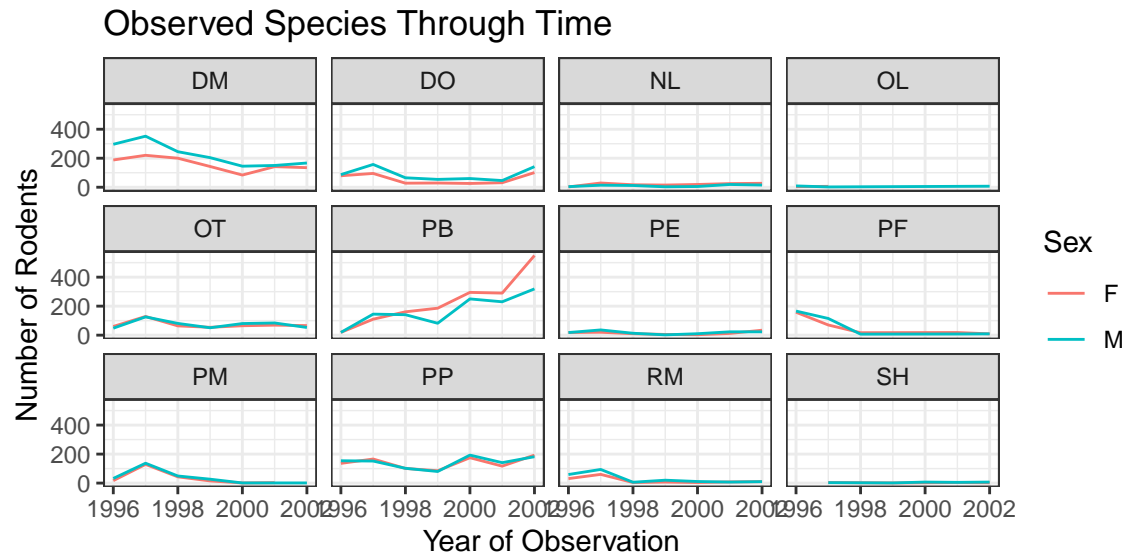 Observed Species Through Time
DM DO NL OL
400
200
0
OT PB PE PF
400
200
0
PM PP RM SH
400
200
0
1996 1998 2000 2002 1996 1998 2000 2002 1996 1998 2000 2002 1996 1998 2000 2002
Year of Observation
Number of Rodents
Sex
F
M